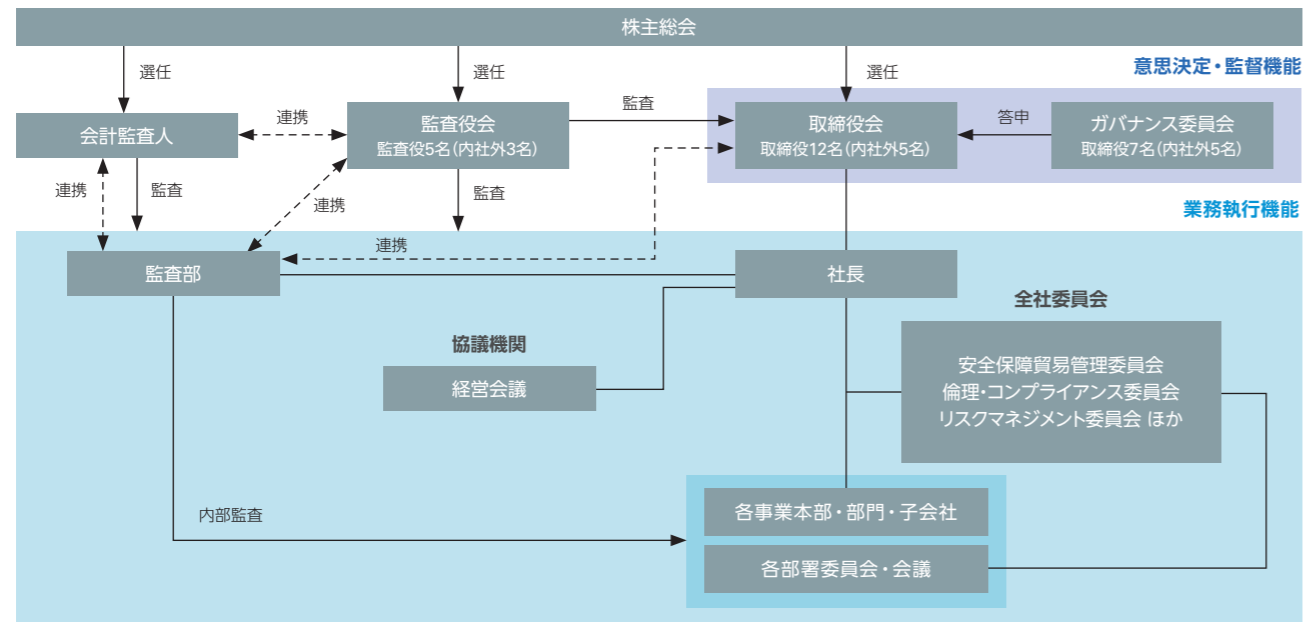 株主総会
選任
選任
選任
意思決定・監督機能
会計監査人
連携
監査役会
監査役5名(内社外3名)
監査
取締役会
取締役12名(内社外5名)
答申
ガバナンス委員会
取締役7名(内社外5名)
連携
監査
連携
監査
業務執行機能
連携
監査部
社長
全社委員会
協議機関
経営会議
安全保障貿易管理委員会
倫理・コンプライアンス委員会
リスクマネジメント委員会 ほか
内部監査
各事業本部・部門・子会社
各部署委員会・会議